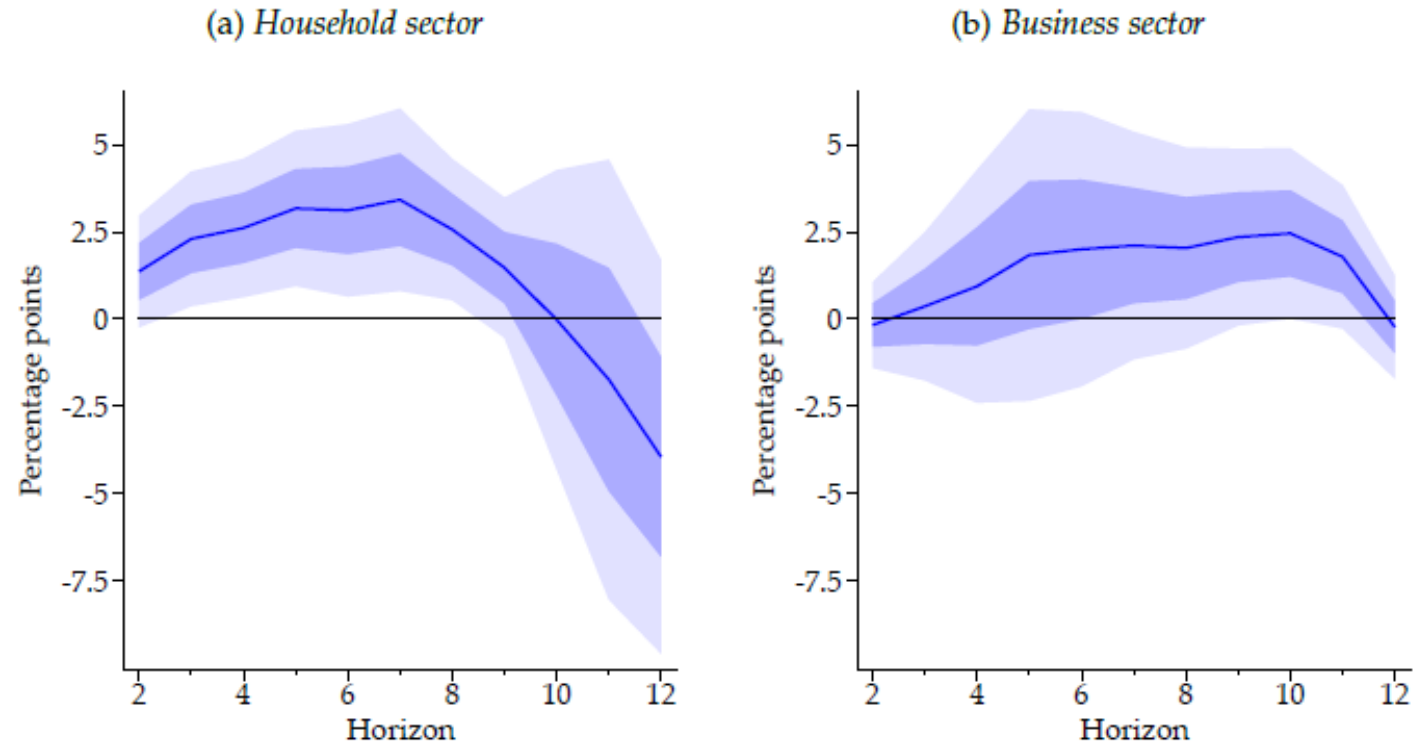 (a) Household sector
Percentage points
5
2.5
0
-2.5
-5
-7.5
2 4 6 8 10 12
Horizon
(b) Business sector
Percentage points
5
2.5
0
-2.5
-5
-7.5
2 4 6 8 10 12
Horizon